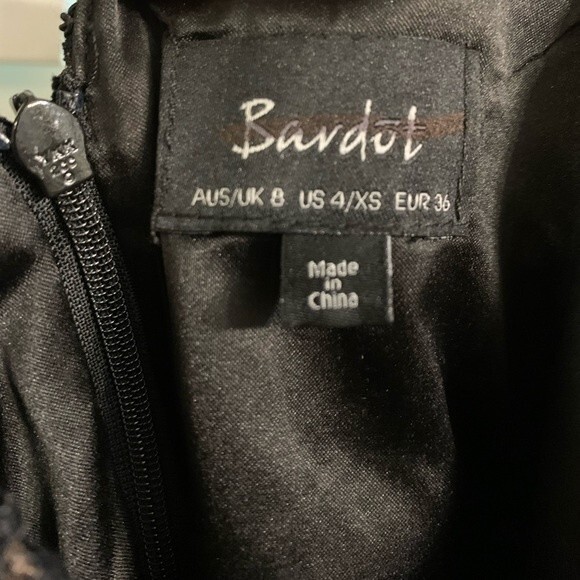 Bardot
AUS/UK 8 US 4/XS EUR 36
Made
in
China